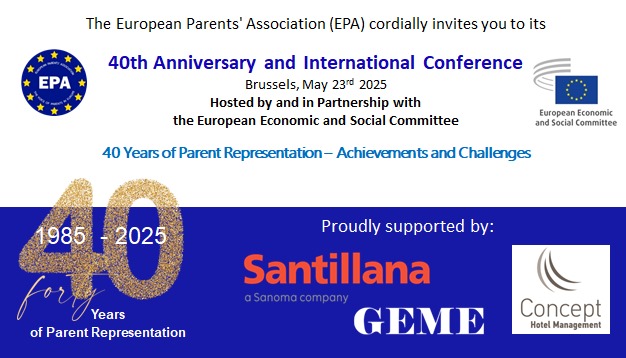 The European Parents' Association (EPA) cordially invites you to its
40th Anniversary and International Conference
Brussels, May 23rd 2025
Hosted by and in Partnership with
the European Economic and Social Committee
EPA
European Economic
and Social Committee
40 Years of Parent Representation – Achievements and Challenges
40
1985 - 2025
forty
Years
of Parent Representation
Proudly supported by:
Santillana
a Sanoma company
GEME
Concept
Hotel Management